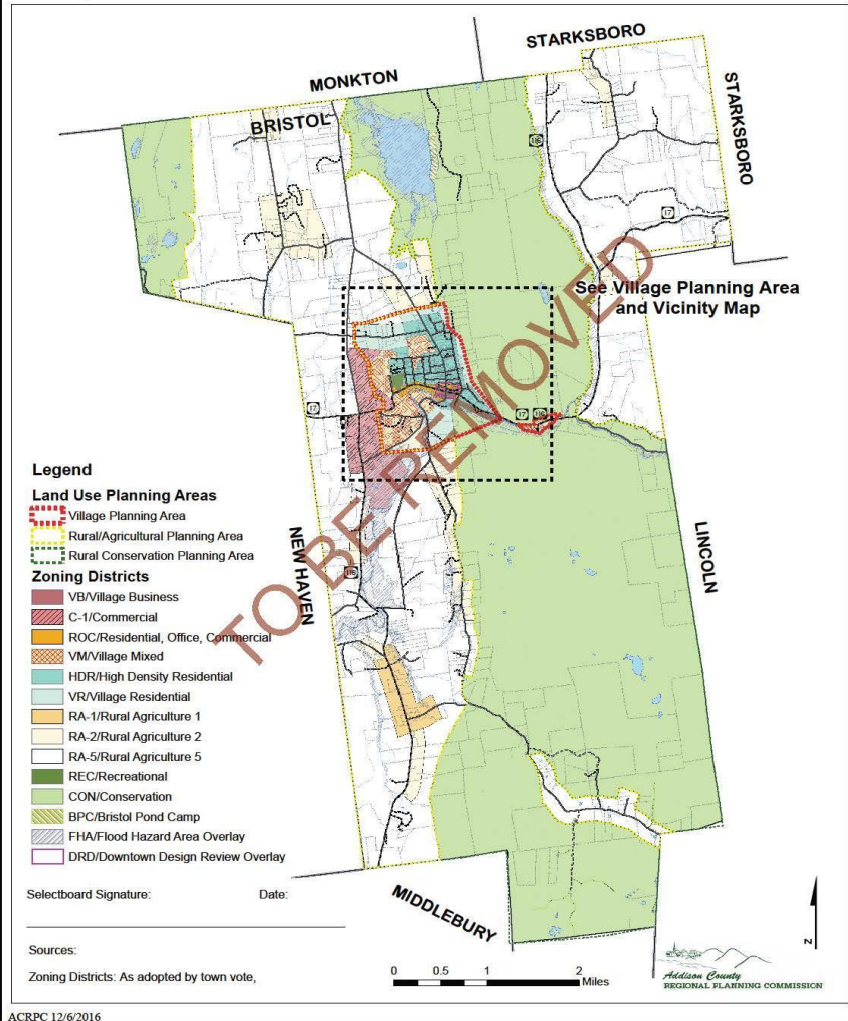 STARKSBORO
MONKTON
STARKSBORO
BRISTOL
116
17
See Village Planning Area
and Vicinity Map
TO BE REMOVED
17
17 116
Legend
Land Use Planning Areas
Village Planning Area
Rural/Agricultural Planning Area
Rural Conservation Planning Area
NEW HAVEN
LINCOLN
116
Zoning Districts
VB/Village Business
C-1/Commercial
ROC/Residential, Office, Commercial
VM/Village Mixed
HDR/High Density Residential
VR/Village Residential
RA-1/Rural Agriculture 1
RA-2/Rural Agriculture 2
RA-5/Rural Agriculture 5
REC/Recreational
CON/Conservation
BPC/Bristol Pond Camp
FHA/Flood Hazard Area Overlay
DRD/Downtown Design Review Overlay
Selectboard Signature: Date:
MIDDLEBURY
Sources:
Zoning Districts: As adopted by town vote,
0 0.5 1 2
Miles
N
Addison County
REGIONAL PLANNING COMMISSION
ACRPC 12/6/2016